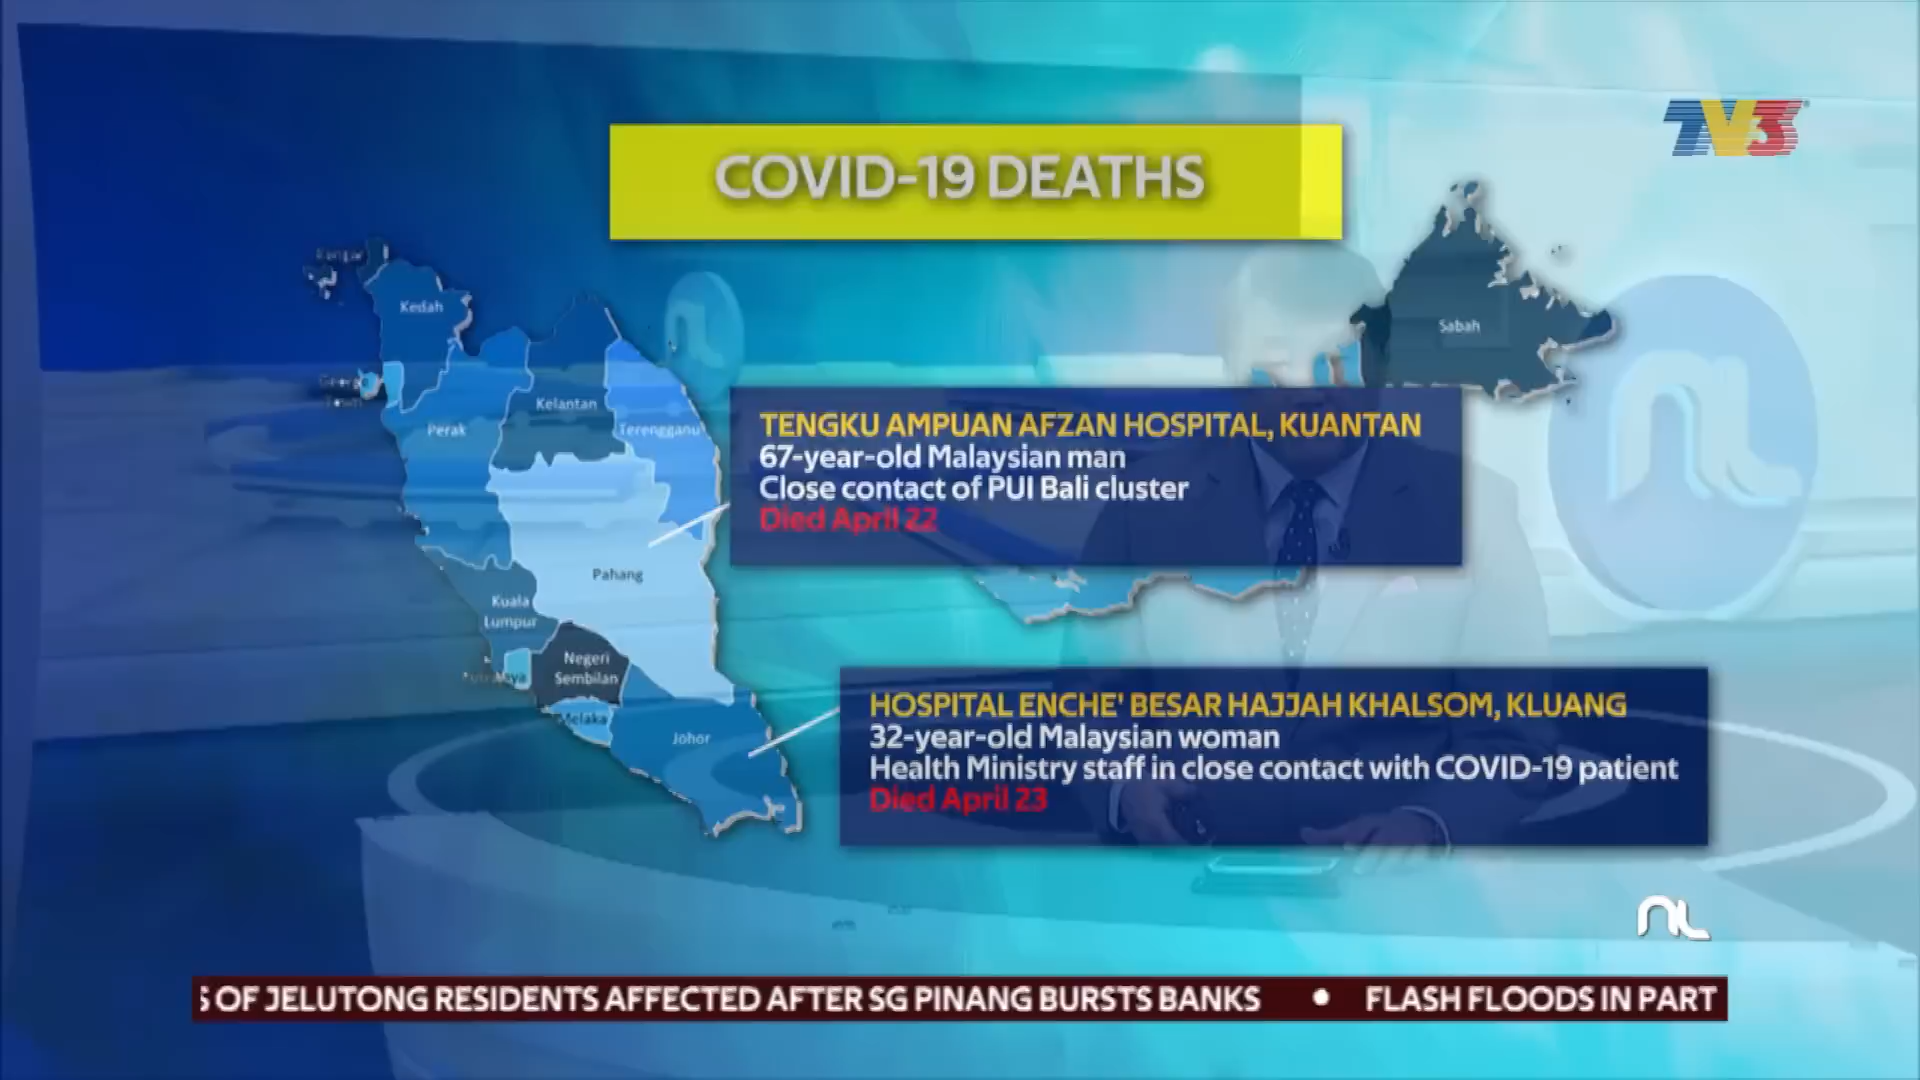 TV3
COVID-19 DEATHS
Kedah
Sabah
Kelantan
Terengganu
Perak
TENGKU AMPUAN AFZAN HOSPITAL, KUANTAN
67-year-old Malaysian man
Close contact of PUI Bali cluster
Died April 22
Pahang
Kuala
Lumpur
Negeri
Sembilan
Melaka
Johor
HOSPITAL ENCHE' BESAR HAJJAH KHALSOM, KLUANG
32-year-old Malaysian woman
Health Ministry staff in close contact with COVID-19 patient
Died April 23
NL
S OF JELUTONG RESIDENTS AFFECTED AFTER SG PINANG BURSTS BANKS • FLASH FLOODS IN PART